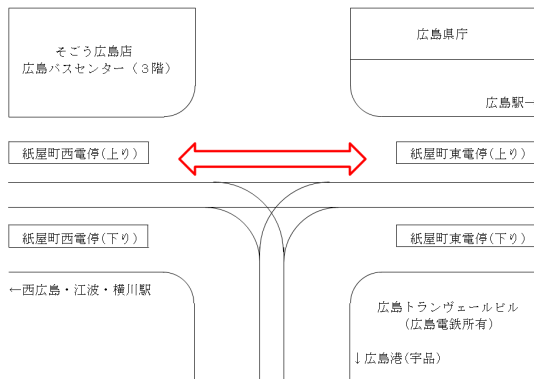 そごう広島店
広島バスセンター（３階）
広島県庁
広島駅→
紙屋町西電停(上り)
紙屋町東電停(上り)
紙屋町西電停(下り)
紙屋町東電停(下り)
←西広島・江波・横川駅
広島トランヴェールビル
(広島電鉄所有)
↓広島港(宇品)